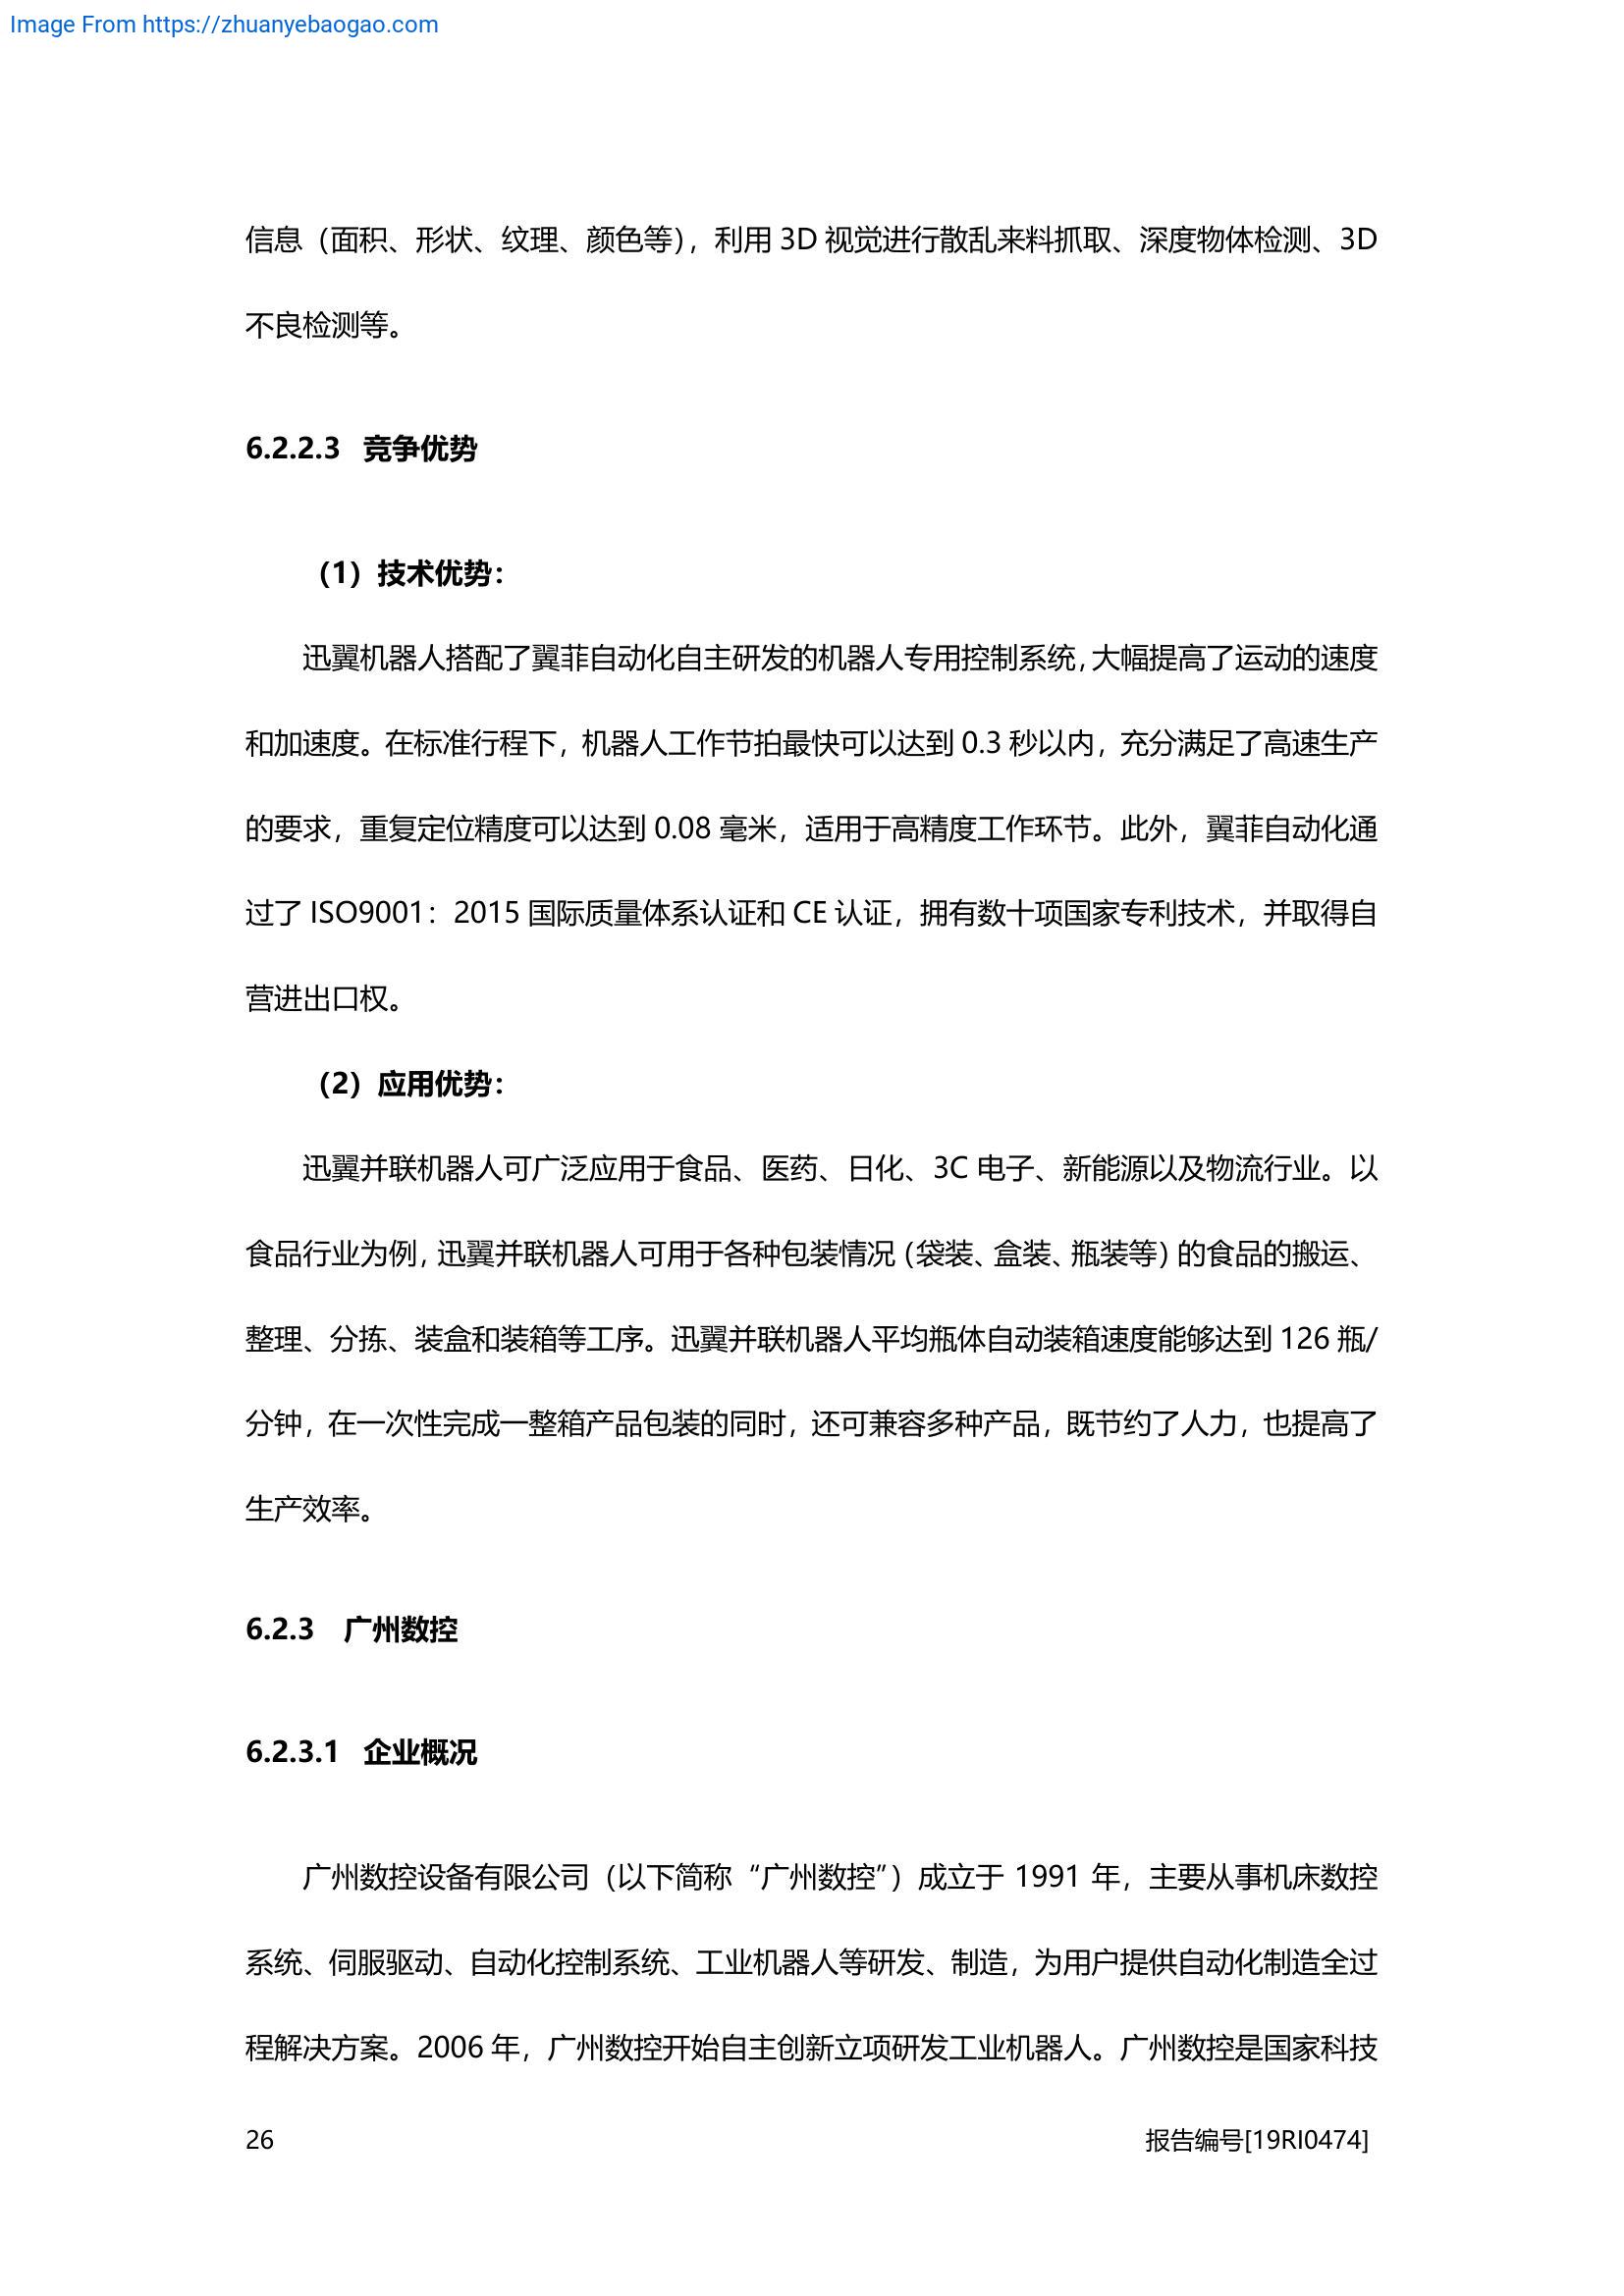 Image From https://zhuanyebaogao.com
信息（面积、形状、纹理、颜色等），利用 3D 视觉进行散乱来料抓取、深度物体检测、3D
不良检测等。
6.2.2.3 竞争优势
（1）技术优势：
迅翼机器人搭配了翼菲自动化自主研发的机器人专用控制系统，大幅提高了运动的速度
和加速度。在标准行程下，机器人工作节拍最快可以达到 0.3 秒以内，充分满足了高速生产
的要求，重复定位精度可以达到 0.08 毫米，适用于高精度工作环节。此外，翼菲自动化通
过了 ISO9001：2015 国际质量体系认证和 CE 认证，拥有数十项国家专利技术，并取得自
营进出口权。
（2）应用优势：
迅翼并联机器人可广泛应用于食品、医药、日化、3C 电子、新能源以及物流行业。以
食品行业为例，迅翼并联机器人可用于各种包装情况（袋装、盒装、瓶装等）的食品的搬运、
整理、分拣、装盒和装箱等工序。迅翼并联机器人平均瓶体自动装箱速度能够达到 126 瓶/
分钟，在一次性完成一整箱产品包装的同时，还可兼容多种产品，既节约了人力，也提高了
生产效率。
6.2.3 广州数控
6.2.3.1 企业概况
广州数控设备有限公司（以下简称“广州数控”）成立于 1991 年，主要从事机床数控
系统、伺服驱动、自动化控制系统、工业机器人等研发、制造，为用户提供自动化制造全过
程解决方案。2006 年，广州数控开始自主创新立项研发工业机器人。广州数控是国家科技
26 报告编号[19RI0474]